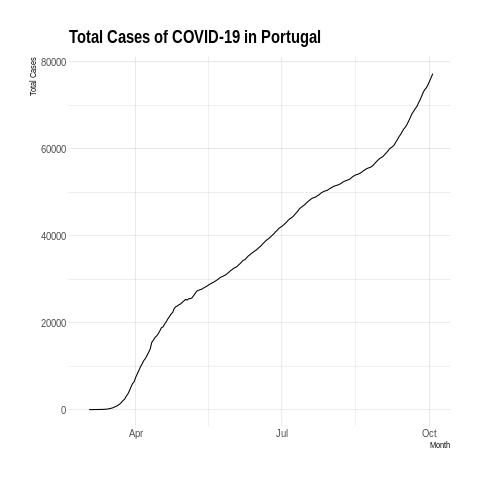 Total Cases of COVID-19 in Portugal
Total Cases
80000
60000
40000
20000
0
Apr
Jul
Oct
Month